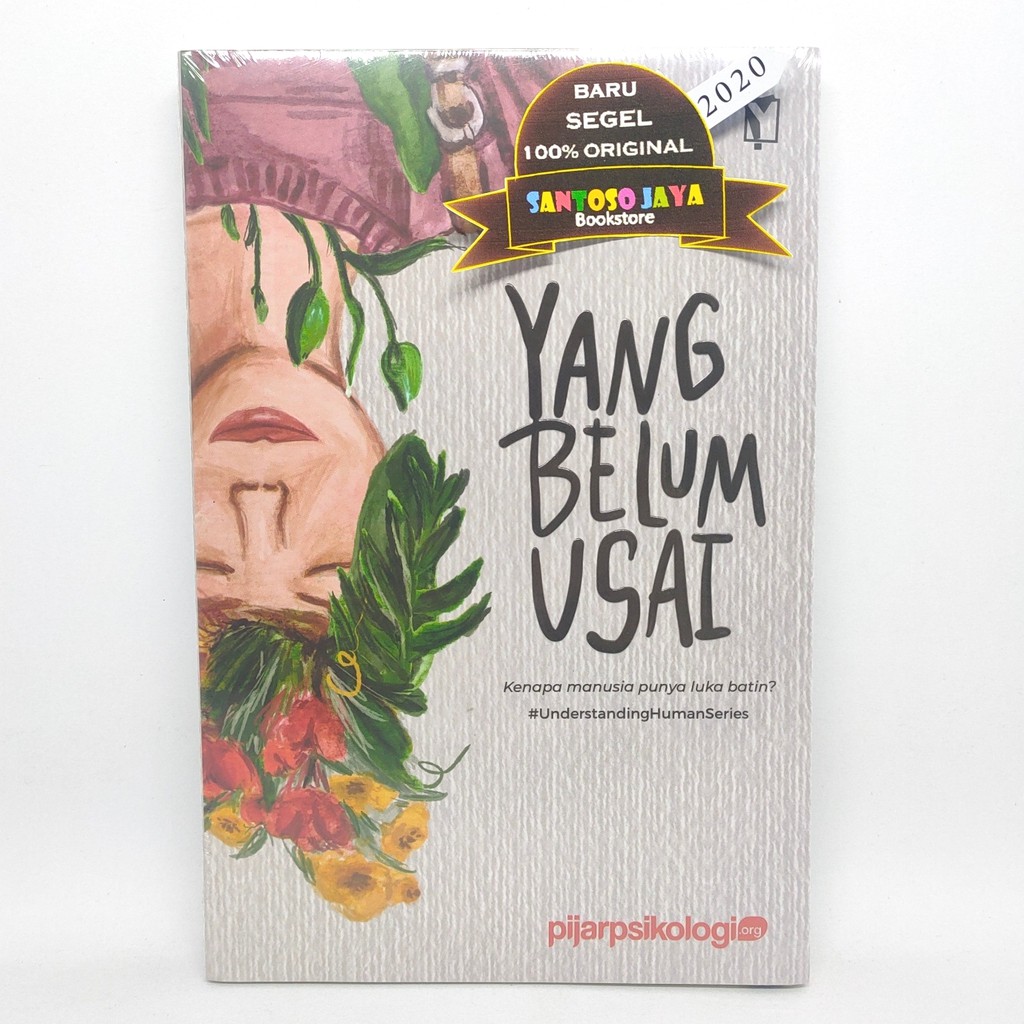 BARU
SEGEL
100% ORIGINAL
2020
SANTOSO JAYA
Bookstore
YANG
BELUM
USAI
Kenapa manusia punya luka batin?
#UnderstandingHumanSeries
pijarpsikologi.org